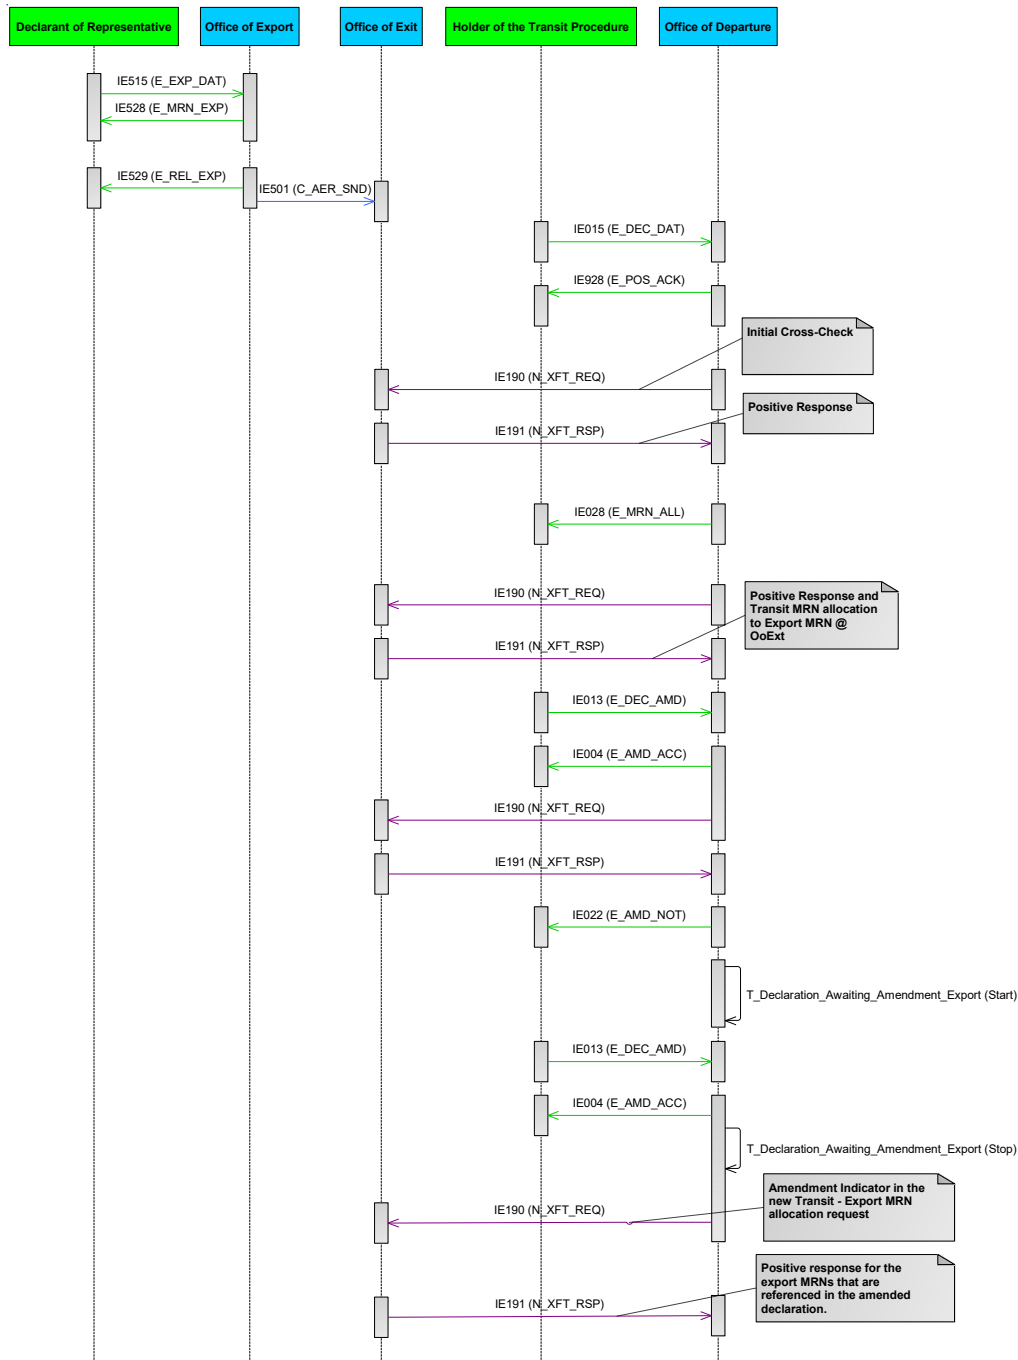 Declarant of Representative
Office of Export
Office of Exit
Holder of the Transit Procedure
Office of Departure
IE515 (E_EXP_DAT)
IE528 (E_MRN_EXP)
IE529 (E_REL_EXP)
IE501 (C_AER_SND)
IE015 (E_DEC_DAT)
IE928 (E_POS_ACK)
Initial Cross-Check
IE190 (N_XFT_REQ)
Positive Response
IE191 (N_XFT_RSP)
IE028 (E_MRN_ALL)
IE190 (N_XFT_REQ)
Positive Response and
Transit MRN allocation
to Export MRN @
OoExt
IE191 (N_XFT_RSP)
IE013 (E_DEC_AMD)
IE004 (E_AMD_ACC)
IE190 (N_XFT_REQ)
IE191 (N_XFT_RSP)
IE022 (E_AMD_NOT)
T_Declaration_Awaiting_Amendment_Export (Start)
IE013 (E_DEC_AMD)
IE004 (E_AMD_ACC)
T_Declaration_Awaiting_Amendment_Export (Stop)
Amendment Indicator in the
new Transit - Export MRN
allocation request
IE190 (N_XFT_REQ)
Positive response for the
export MRNs that are
referenced in the amended
declaration.
IE191 (N_XFT_RSP)